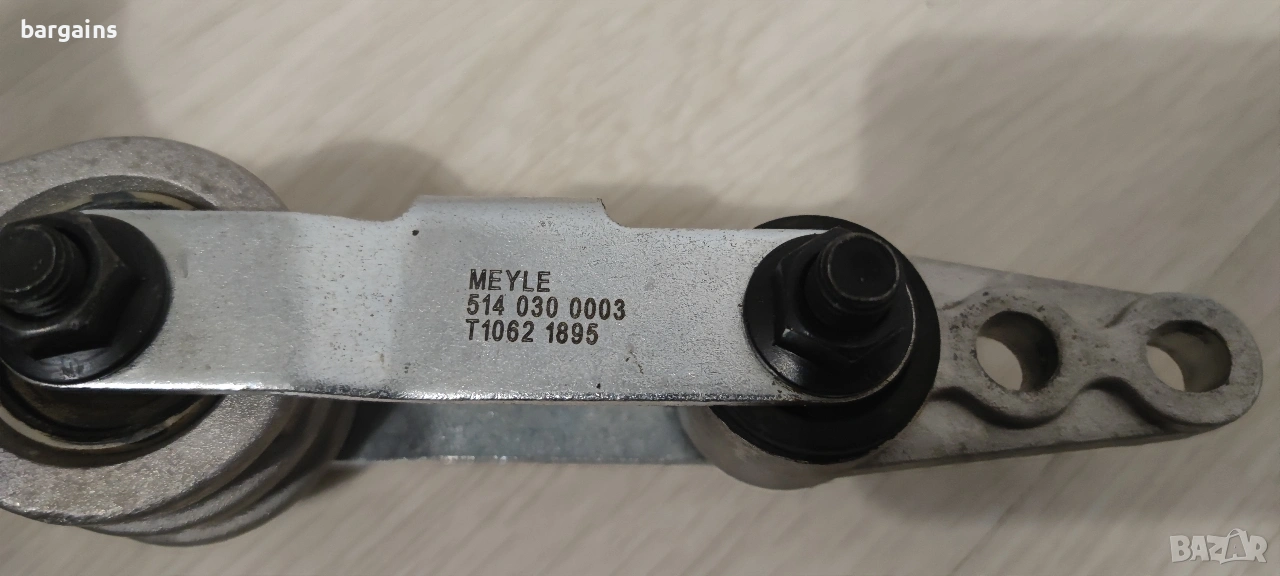 bargains
MEYLE
514 030 0003
T1062 1895
BAZAR